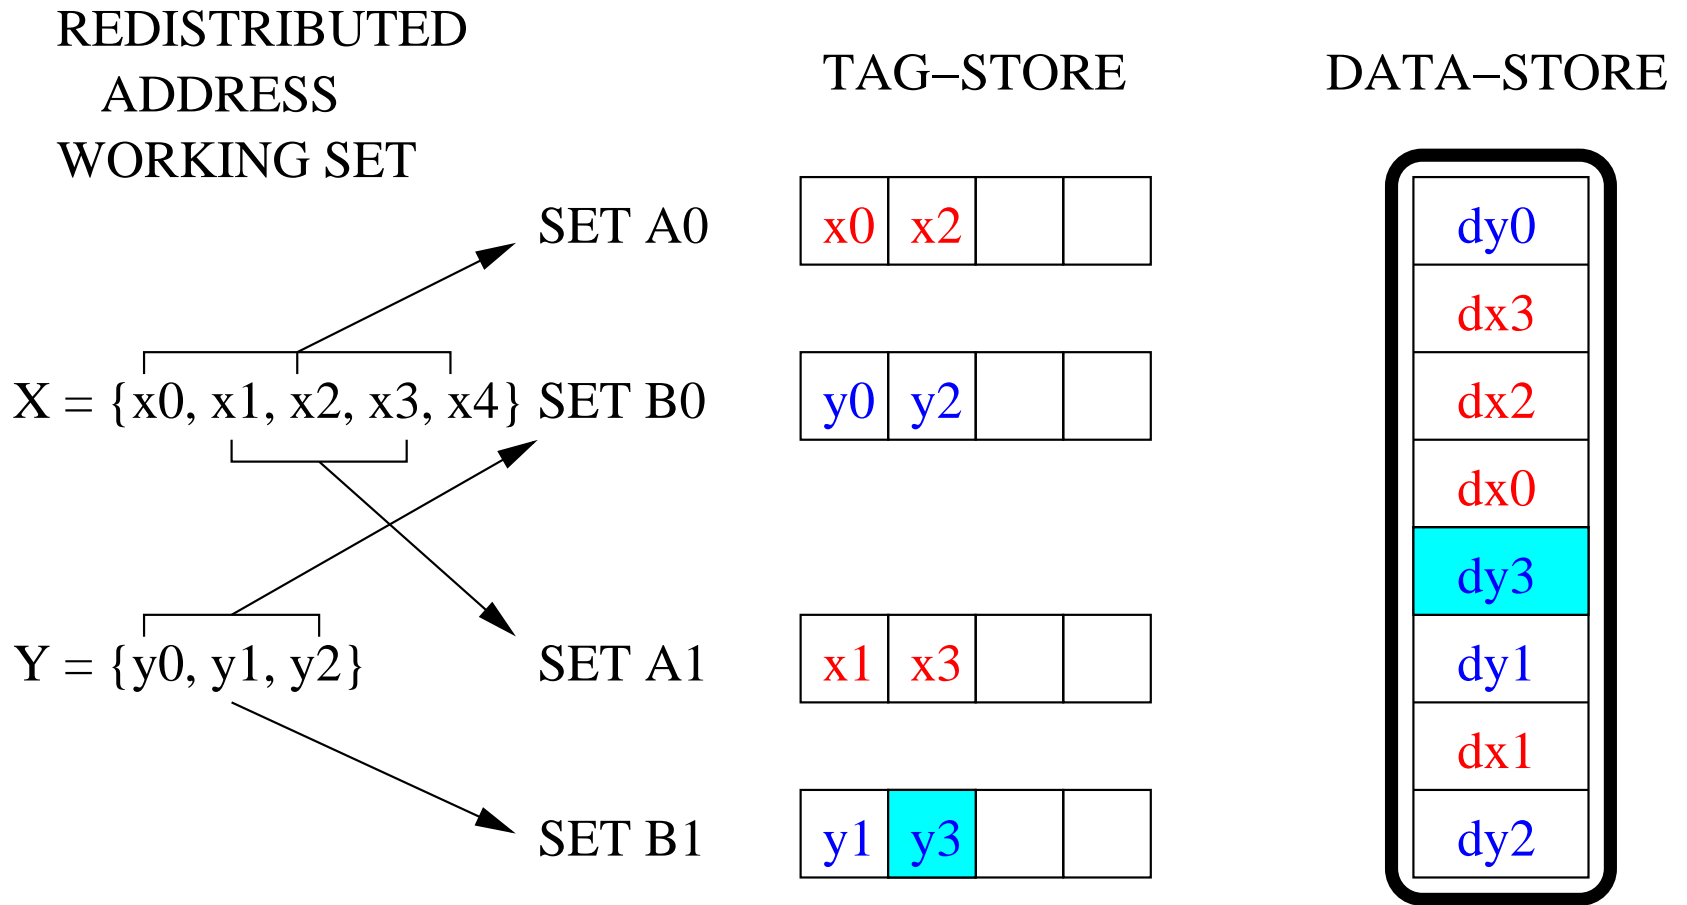 REDISTRIBUTED
ADDRESS
WORKING SET
TAG–STORE
DATA–STORE
SET A0
x0 x2
X = {x0, x1, x2, x3, x4}
SET B0
y0 y2
Y = {y0, y1, y2}
SET A1
x1 x3
SET B1
y1 y3
dy0
dx3
dx2
dx0
dy3
dy1
dx1
dy2